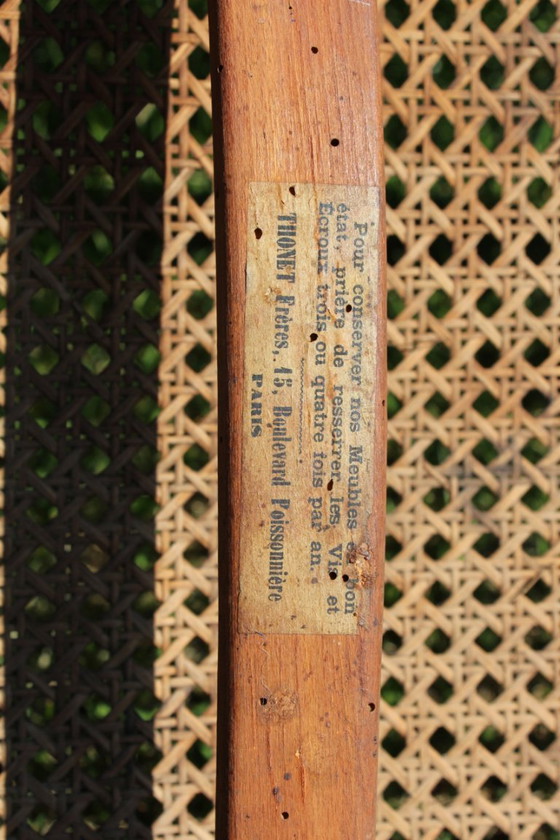 Pour conserver nos Meubles en bon
état, prière de resserrer les Vis et
Écroux trois ou quatre fois par an.
THONET Frères, 15, Boulevard Poissonnière
PARIS